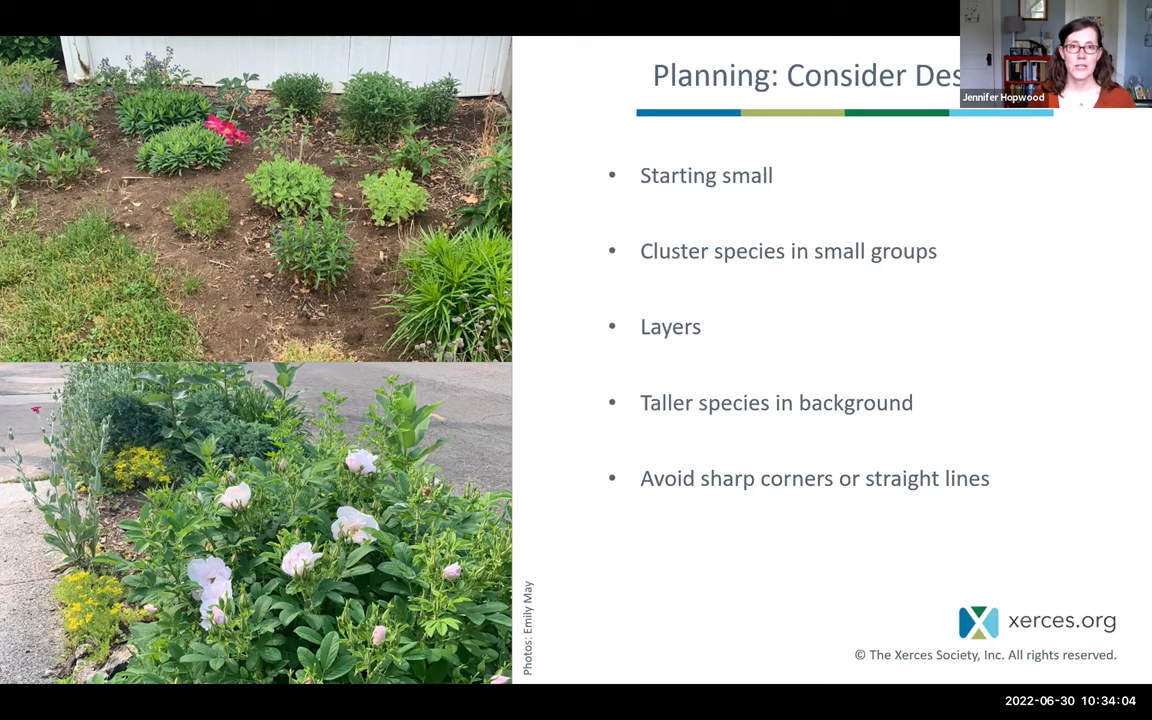 Planning: Consider Des
Jennifer Hopwood
• Starting small
• Cluster species in small groups
• Layers
• Taller species in background
• Avoid sharp corners or straight lines
Photos: Emily May
xerces.org
© The Xerces Society, Inc. All rights reserved.
2022-06-30 10:34:04